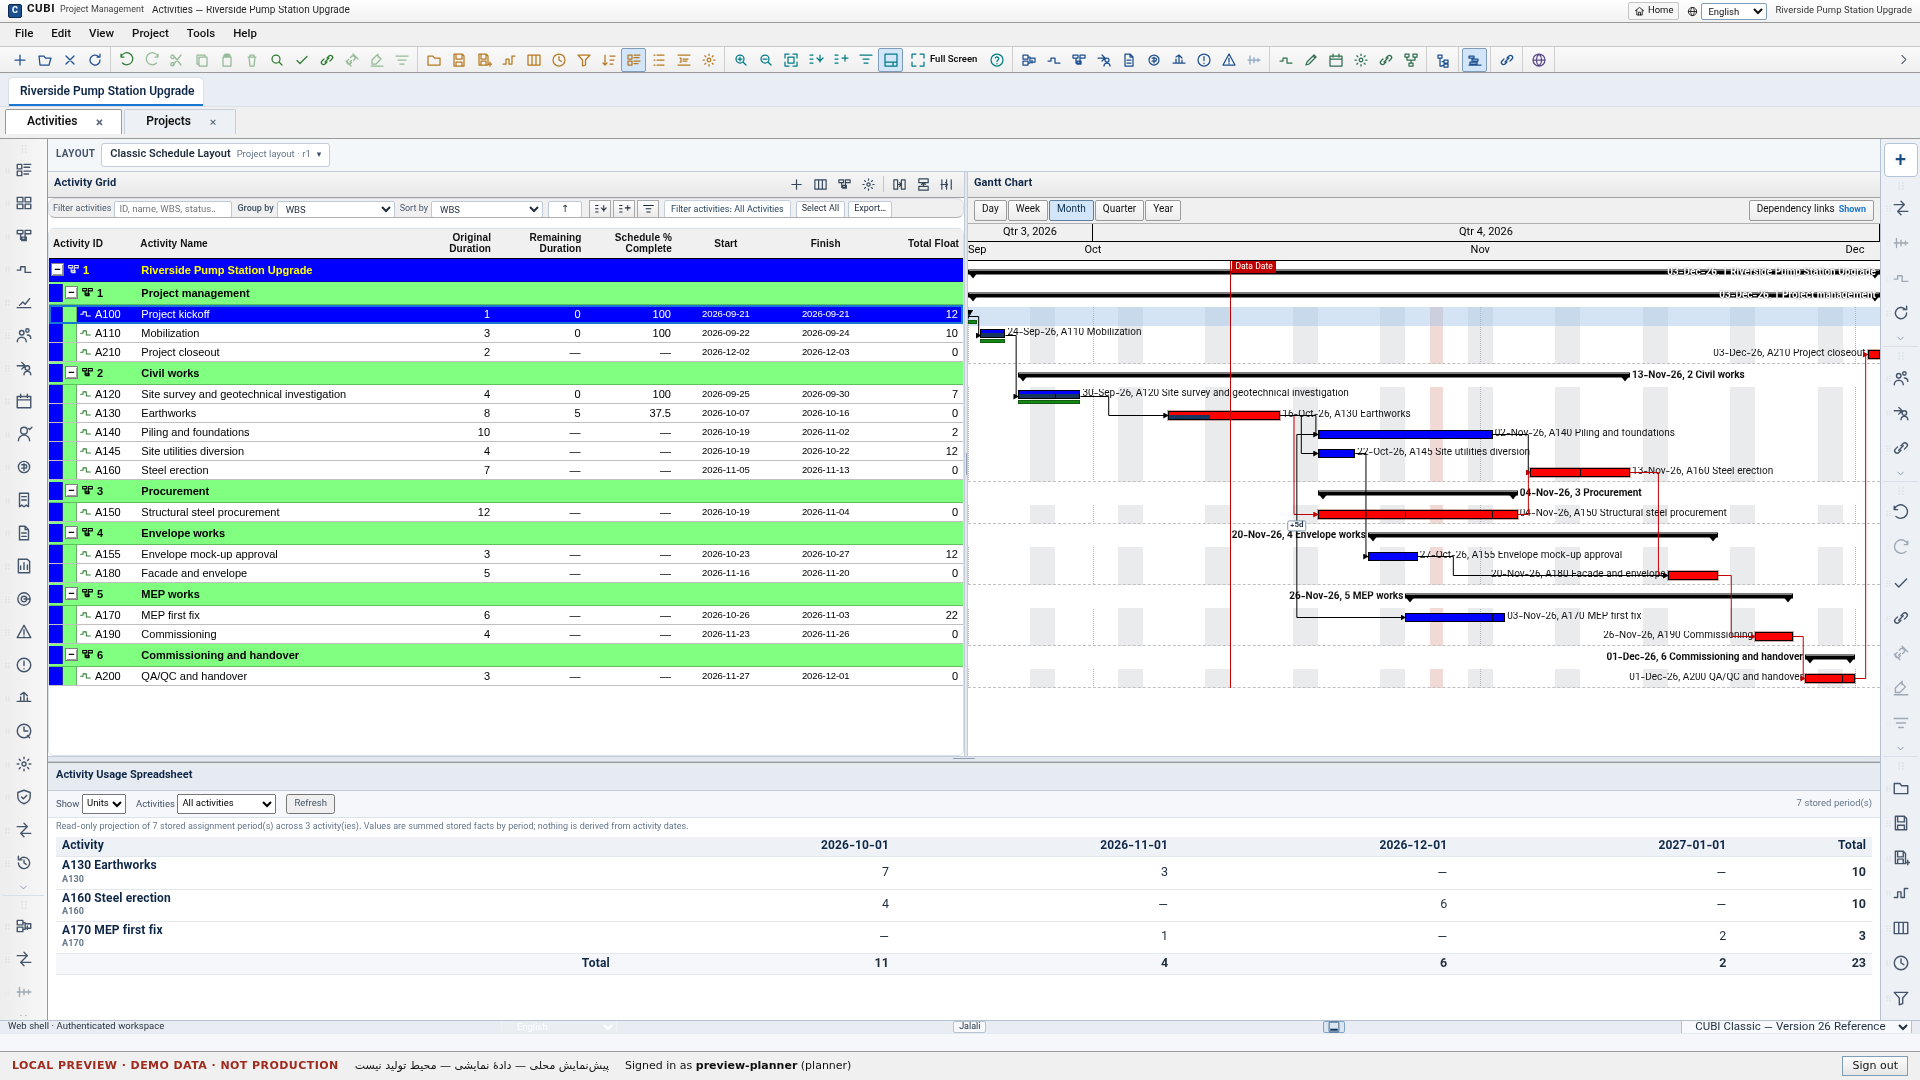 CUBI Project Management Activities — Riverside Pump Station Upgrade Home English Riverside Pump Station Upgrade
File Edit View Project Tools Help
Full Screen
Riverside Pump Station Upgrade
Activities × Projects ×
LAYOUT Classic Schedule Layout Project layout · r1
Activity Grid
Filter activities ID, name, WBS, status.. Group by WBS Sort by WBS ↑ Filter activities: All Activities Select All Export...
Activity ID Activity Name Original Duration Remaining Duration Schedule % Complete Start Finish Total Float
1 Riverside Pump Station Upgrade
1 Project management
A100 Project kickoff 1 0 100 2026-09-21 2026-09-21 12
A110 Mobilization 3 0 100 2026-09-22 2026-09-24 10
A210 Project closeout 2 — — 2026-12-02 2026-12-03 0
2 Civil works
A120 Site survey and geotechnical investigation 4 0 100 2026-09-25 2026-09-30 7
A130 Earthworks 8 5 37.5 2026-10-07 2026-10-16 0
A140 Piling and foundations 10 — — 2026-10-19 2026-11-02 2
A145 Site utilities diversion 4 — — 2026-10-19 2026-10-22 12
A160 Steel erection 7 — — 2026-11-05 2026-11-13 0
3 Procurement
A150 Structural steel procurement 12 — — 2026-10-19 2026-11-04 0
4 Envelope works
A155 Envelope mock-up approval 3 — — 2026-10-23 2026-10-27 12
A180 Facade and envelope 5 — — 2026-11-16 2026-11-20 0
5 MEP works
A170 MEP first fix 6 — — 2026-10-26 2026-11-03 22
A190 Commissioning 4 — — 2026-11-23 2026-11-26 0
6 Commissioning and handover
A200 QA/QC and handover 3 — — 2026-11-27 2026-12-01 0
Gantt Chart
Day Week Month Quarter Year Dependency links Shown
Qtr 3, 2026 Qtr 4, 2026
Sep Oct Nov Dec
Data Date
03-Dec-26, 1 Riverside Pump Station Upgrade
03-Dec-26, 1 Project management
24-Sep-26, A110 Mobilization
03-Dec-26, A210 Project closeout
13-Nov-26, 2 Civil works
30-Sep-26, A120 Site survey and geotechnical investigation
16-Oct-26, A130 Earthworks
02-Nov-26, A140 Piling and foundations
22-Oct-26, A145 Site utilities diversion
13-Nov-26, A160 Steel erection
04-Nov-26, 3 Procurement
04-Nov-26, A150 Structural steel procurement
+5d
20-Nov-26, 4 Envelope works
27-Oct-26, A155 Envelope mock-up approval
20-Nov-26, A180 Facade and envelope
26-Nov-26, 5 MEP works
03-Nov-26, A170 MEP first fix
26-Nov-26, A190 Commissioning
01-Dec-26, 6 Commissioning and handover
01-Dec-26, A200 QA/QC and handover
Activity Usage Spreadsheet
Show Units Activities All activities Refresh 7 stored period(s)
Read-only projection of 7 stored assignment period(s) across 3 activity(ies). Values are summed stored facts by period; nothing is derived from activity dates.
Activity 2026-10-01 2026-11-01 2026-12-01 2027-01-01 Total
A130 Earthworks 7 3 — — 10
A130
A160 Steel erection 4 — 6 — 10
A160
A170 MEP first fix — 1 — 2 3
A170
Total 11 4 6 2 23
Web shell · Authenticated workspace English Jalali CUBI Classic — Version 26 Reference
LOCAL PREVIEW · DEMO DATA · NOT PRODUCTION پیش‌نمایش محلی — دادهٔ نمایشی — محیط تولید نیست Signed in as preview-planner (planner) Sign out